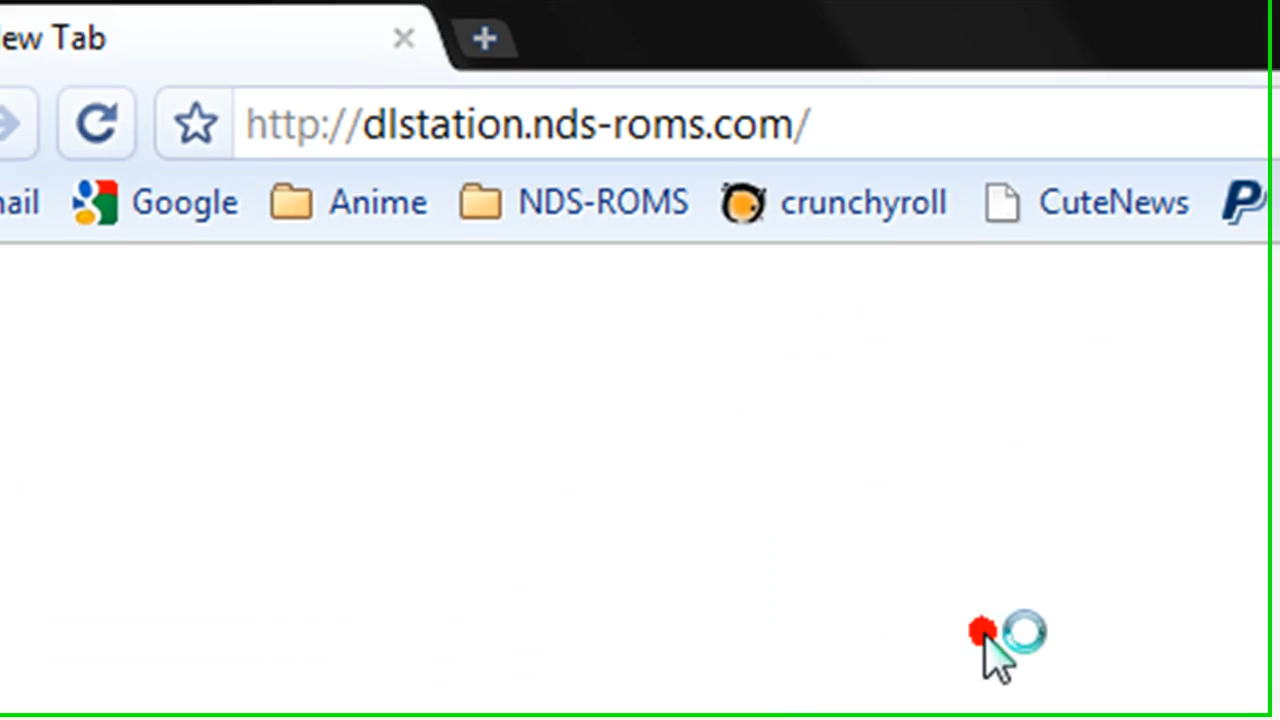 ew Tab
http://dlstation.nds-roms.com/
ail Google Anime NDS-ROMS crunchyroll CuteNews